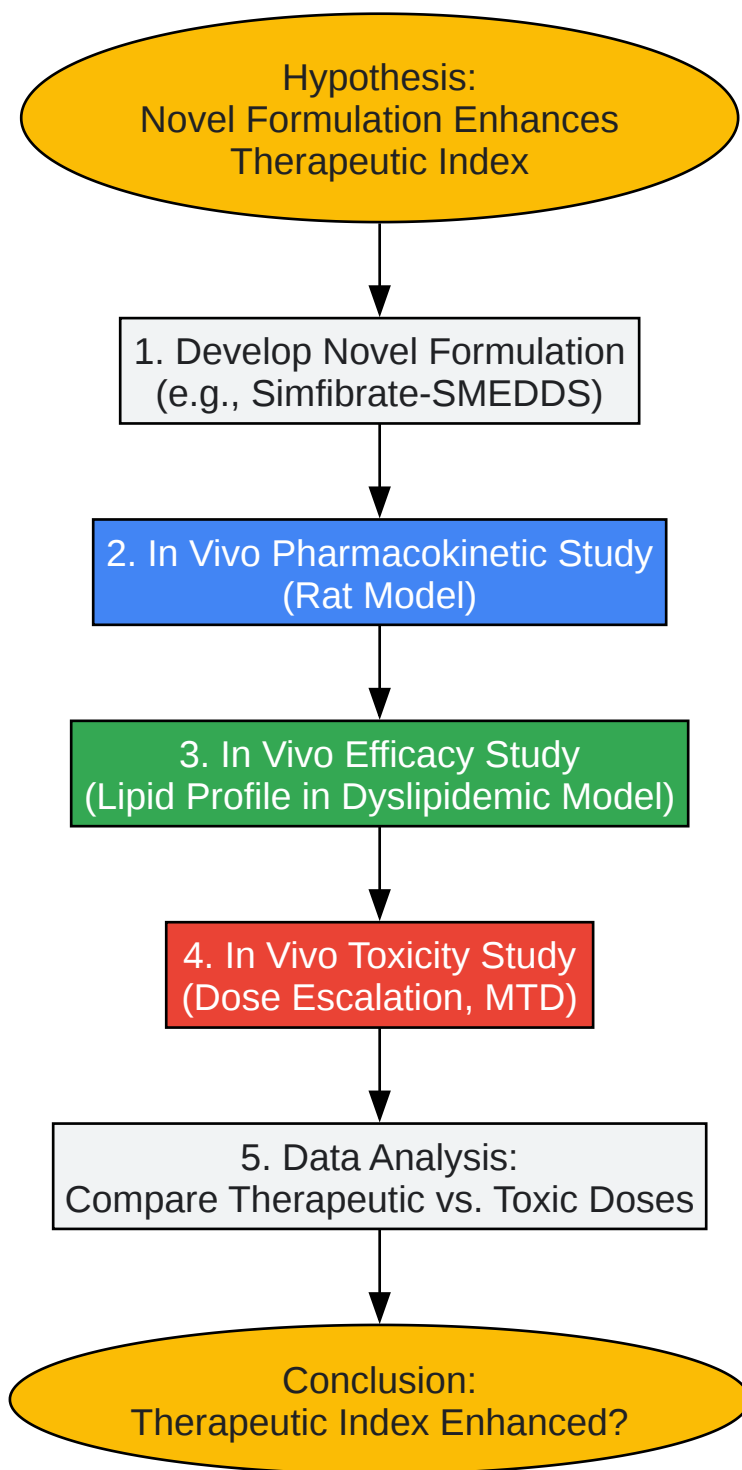 Hypothesis:
Novel Formulation Enhances
Therapeutic Index
1. Develop Novel Formulation
(e.g., Simfibrate-SMEDDS)
2. In Vivo Pharmacokinetic Study
(Rat Model)
3. In Vivo Efficacy Study
(Lipid Profile in Dyslipidemic Model)
4. In Vivo Toxicity Study
(Dose Escalation, MTD)
5. Data Analysis:
Compare Therapeutic vs. Toxic Doses
Conclusion:
Therapeutic Index Enhanced?